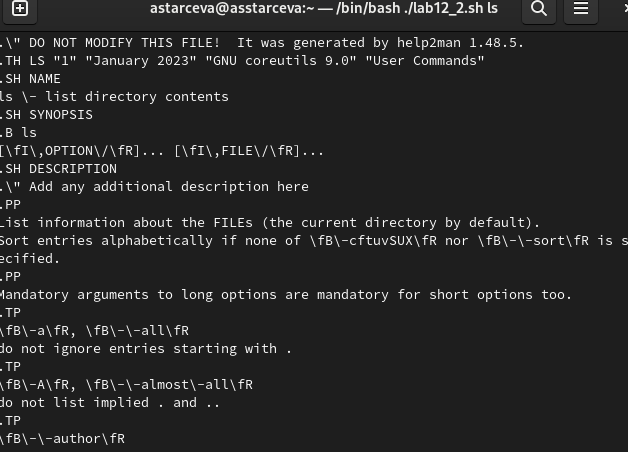 astarceva@asstarceva:~ — /bin/bash ./lab12_2.sh ls
.\" DO NOT MODIFY THIS FILE!  It was generated by help2man 1.48.5.
.TH LS "1" "January 2023" "GNU coreutils 9.0" "User Commands"
.SH NAME
ls \- list directory contents
.SH SYNOPSIS
.B ls
[\fI\,OPTION\/\fR]... [\fI\,FILE\/\fR]...
.SH DESCRIPTION
.\" Add any additional description here
.PP
List information about the FILEs (the current directory by default).
Sort entries alphabetically if none of \fB\-cftuvSUX\fR nor \fB\-\-sort\fR is s
ecified.
.PP
Mandatory arguments to long options are mandatory for short options too.
.TP
\fB\-a\fR, \fB\-\-all\fR
do not ignore entries starting with .
.TP
\fB\-A\fR, \fB\-\-almost\-all\fR
do not list implied . and ..
.TP
\fB\-\-author\fR